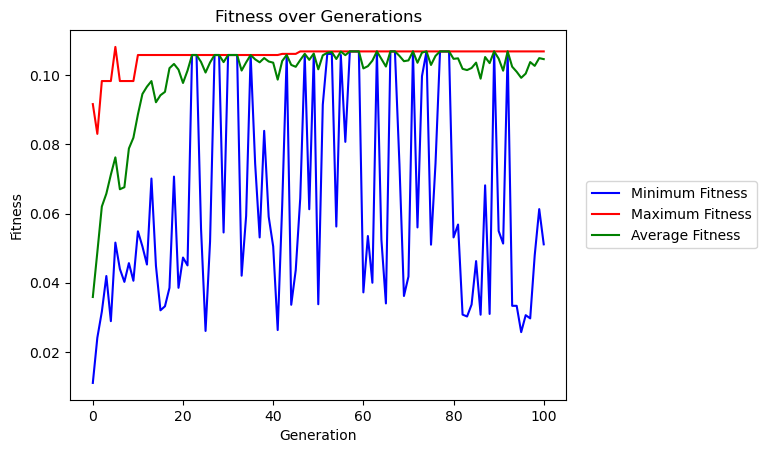 Fitness over Generations
Fitness
0.10
0.08
0.06
0.04
0.02
0
20
40
60
80
100
Generation
Minimum Fitness
Maximum Fitness
Average Fitness